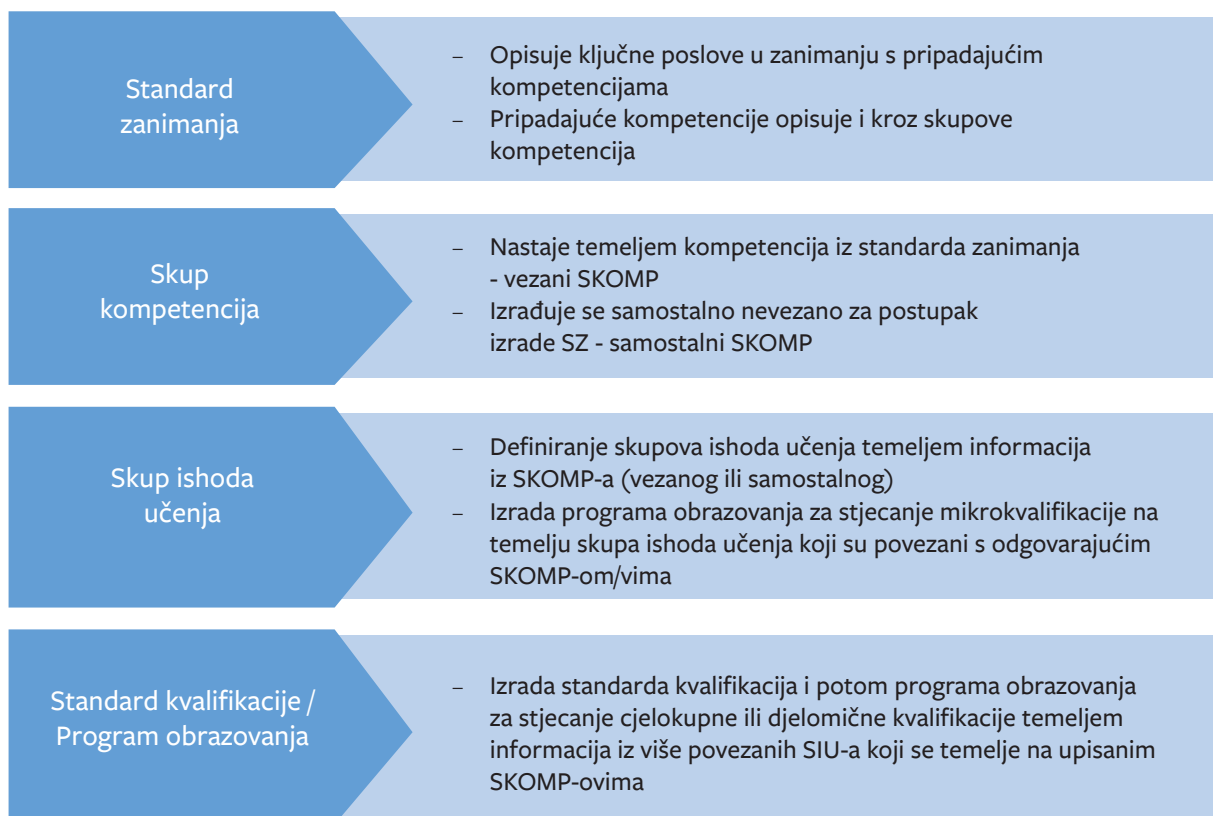 Standard
zanimanja
– Opisuje ključne poslove u zanimanju s pripadajućim
kompetencijama
– Pripadajuće kompetencije opisuje i kroz skupove
kompetencija
Skup
kompetencija
– Nastaje temeljem kompetencija iz standarda zanimanja
- vezani SKOMP
– Izrađuje se samostalno nevezano za postupak
izrade SZ - samostalni SKOMP
Skup ishoda
učenja
– Definiranje skupova ishoda učenja temeljem informacija
iz SKOMP-a (vezanog ili samostalnog)
– Izrada programa obrazovanja za stjecanje mikrokvalifikacije na
temelju skupa ishoda učenja koji su povezani s odgovarajućim
SKOMP-om/vima
Standard kvalifikacije /
Program obrazovanja
– Izrada standarda kvalifikacija i potom programa obrazovanja
za stjecanje cjelokupne ili djelomične kvalifikacije temeljem
informacija iz više povezanih SIU-a koji se temelje na upisanim
SKOMP-ovima